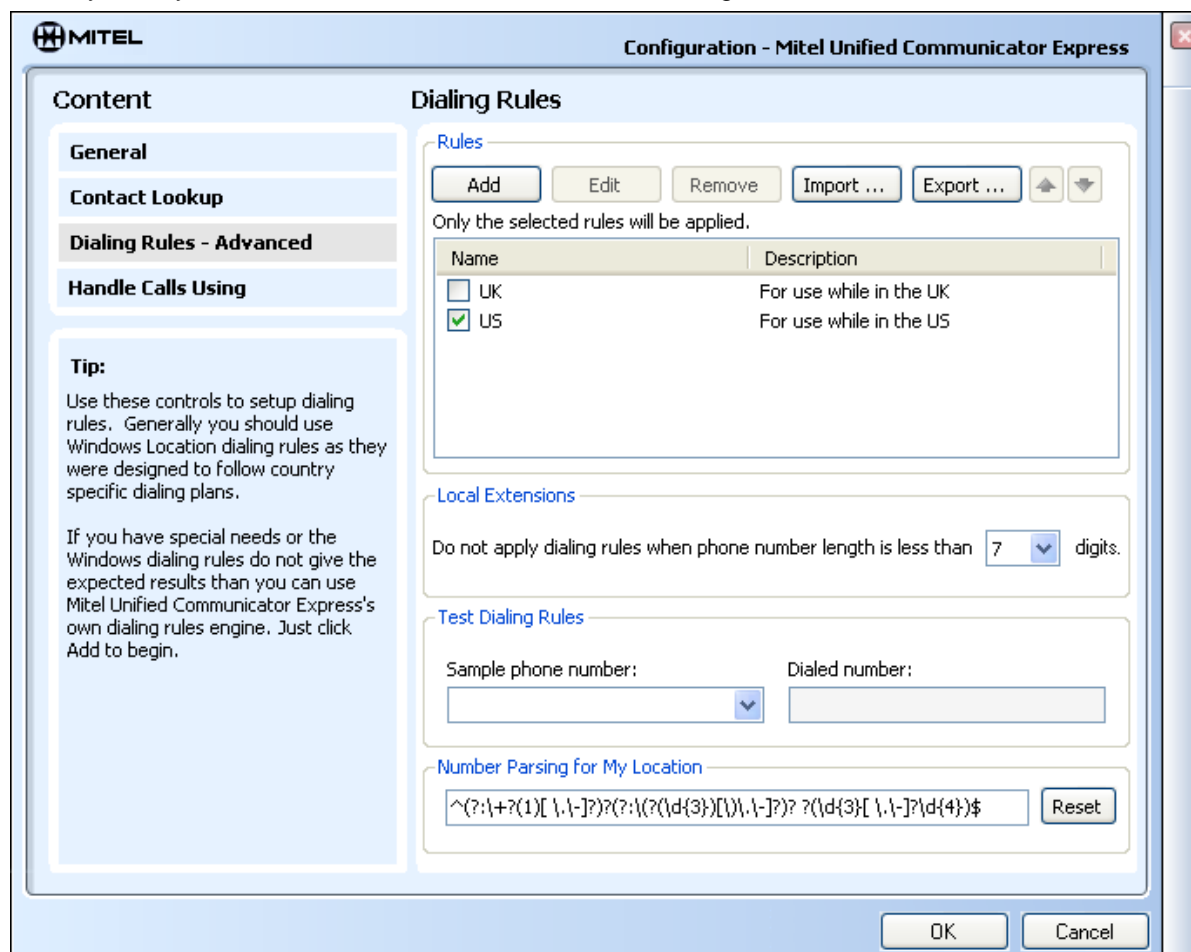 MITEL
Configuration - Mitel Unified Communicator Express
Content
General
Contact Lookup
Dialing Rules - Advanced
Handle Calls Using
Tip:
Use these controls to setup dialing
rules. Generally you should use
Windows Location dialing rules as they
were designed to follow country
specific dialing plans.
If you have special needs or the
Windows dialing rules do not give the
expected results than you can use
Mitel Unified Communicator Express's
own dialing rules engine. Just click
Add to begin.
Dialing Rules
Rules
Add Edit Remove Import ... Export ...
Only the selected rules will be applied.
Name Description
UK For use while in the UK
US For use while in the US
Local Extensions
Do not apply dialing rules when phone number length is less than 7 digits.
Test Dialing Rules
Sample phone number: Dialed number:
Number Parsing for My Location
^(?:\+?(1)[ \.\-]?)?(?:\(?(\d{3})[\)\.\-]?)? ?(\d{3}[ \.\-]?\d{4})$ Reset
OK Cancel